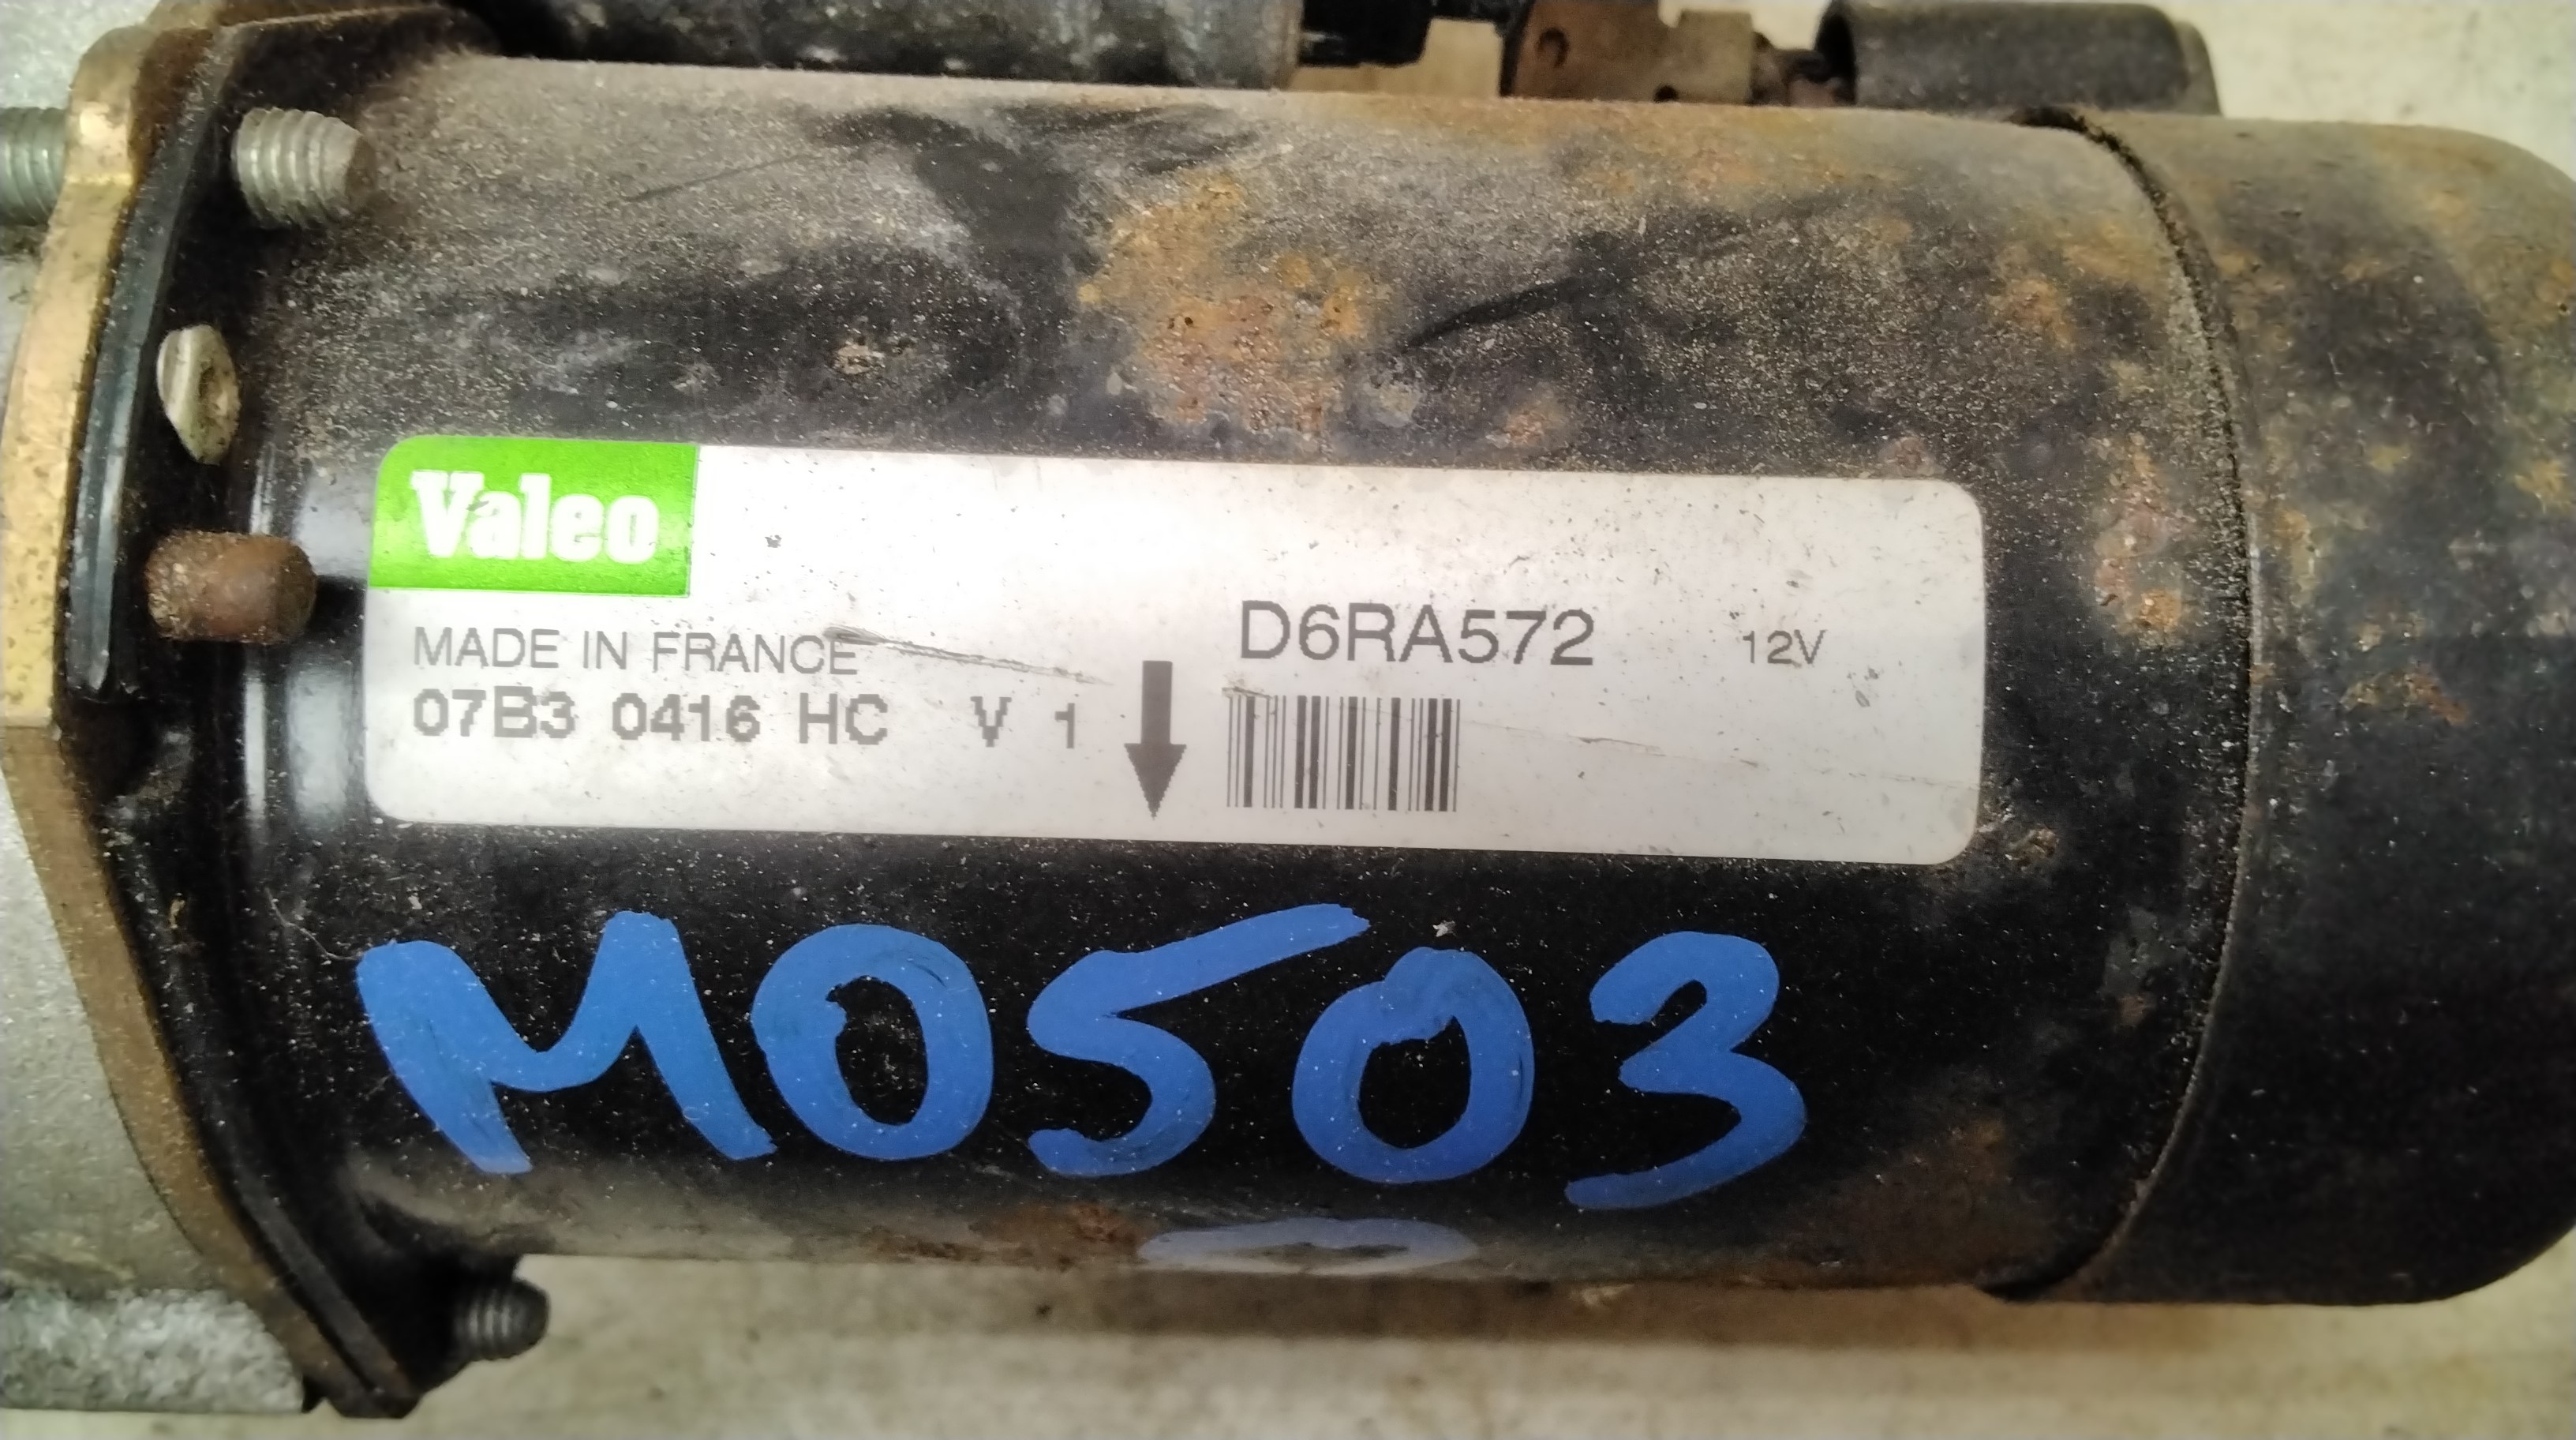 Valeo
MADE IN FRANCE
07B3 0416 HC V 1
D6RA572 12V
M0503